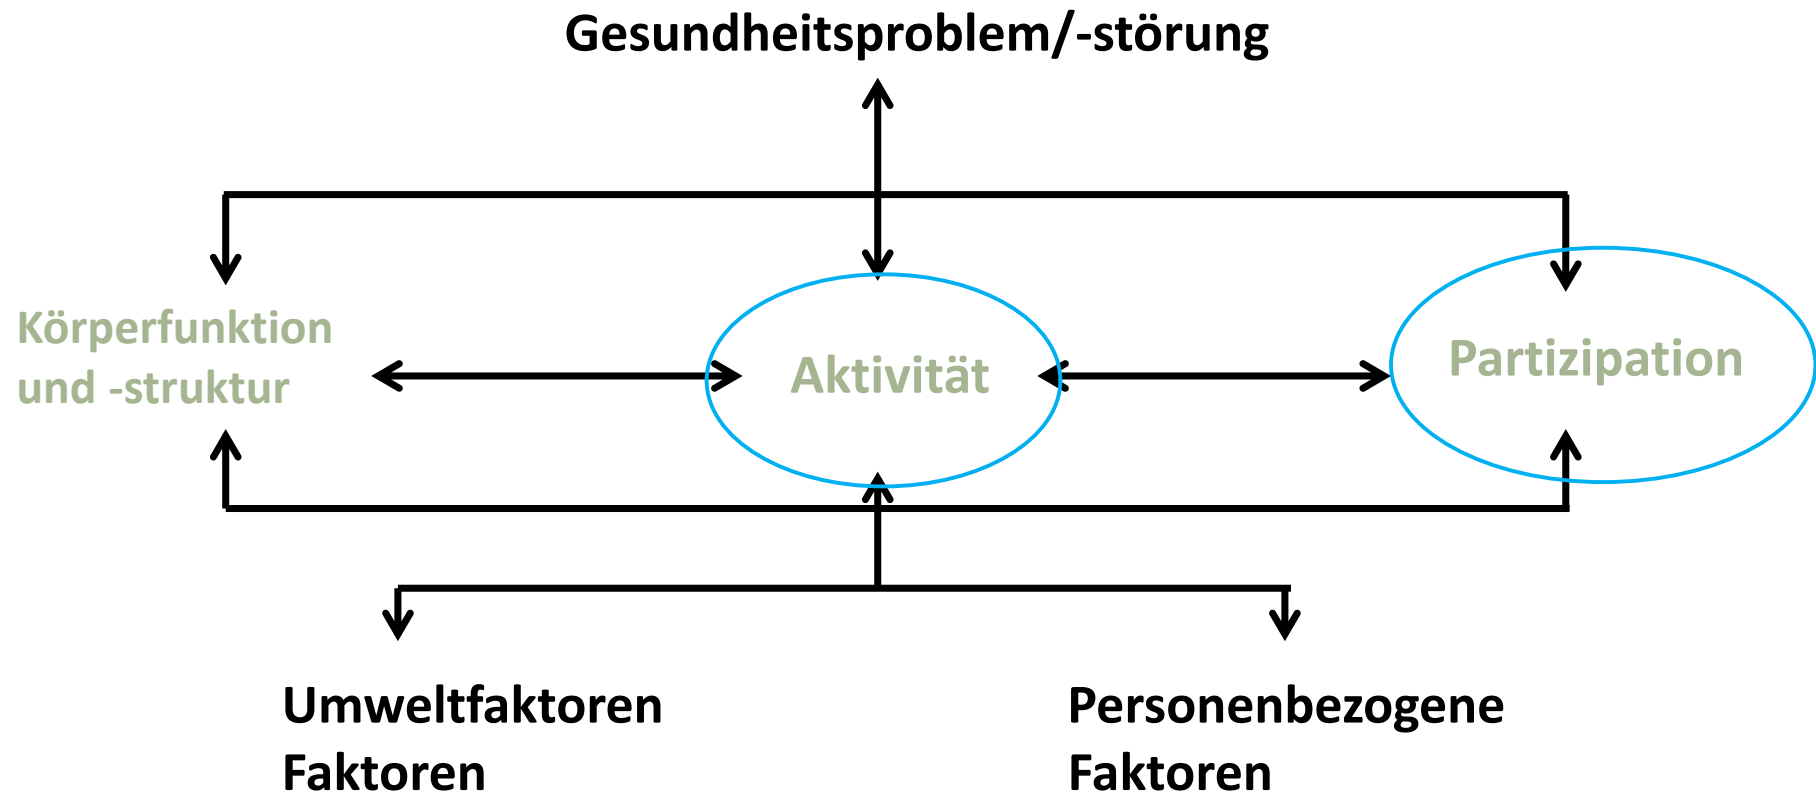 Gesundheitsproblem/-störung
Körperfunktion
und -struktur
Aktivität
Partizipation
Umweltfaktoren
Faktoren
Personenbezogene
Faktoren